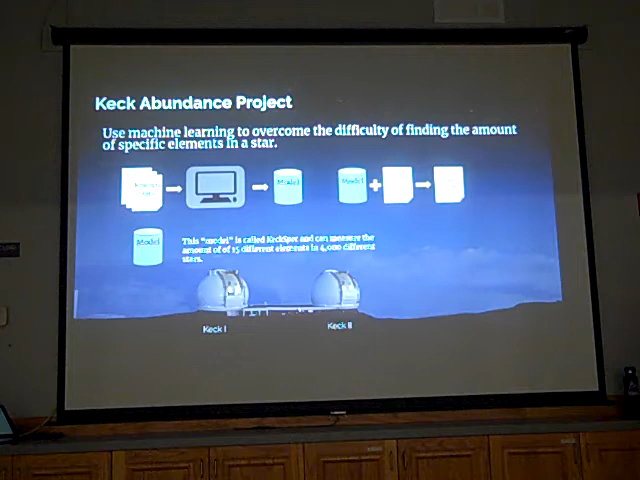 Keck Abundance Project
Use machine learning to overcome the difficulty of finding the amount
of specific elements in a star.
Model Model
Model
This "model" is called KeckSpec and can measure the
amount of of 15 different elements in 4,000 different
stars.
Keck I Keck II